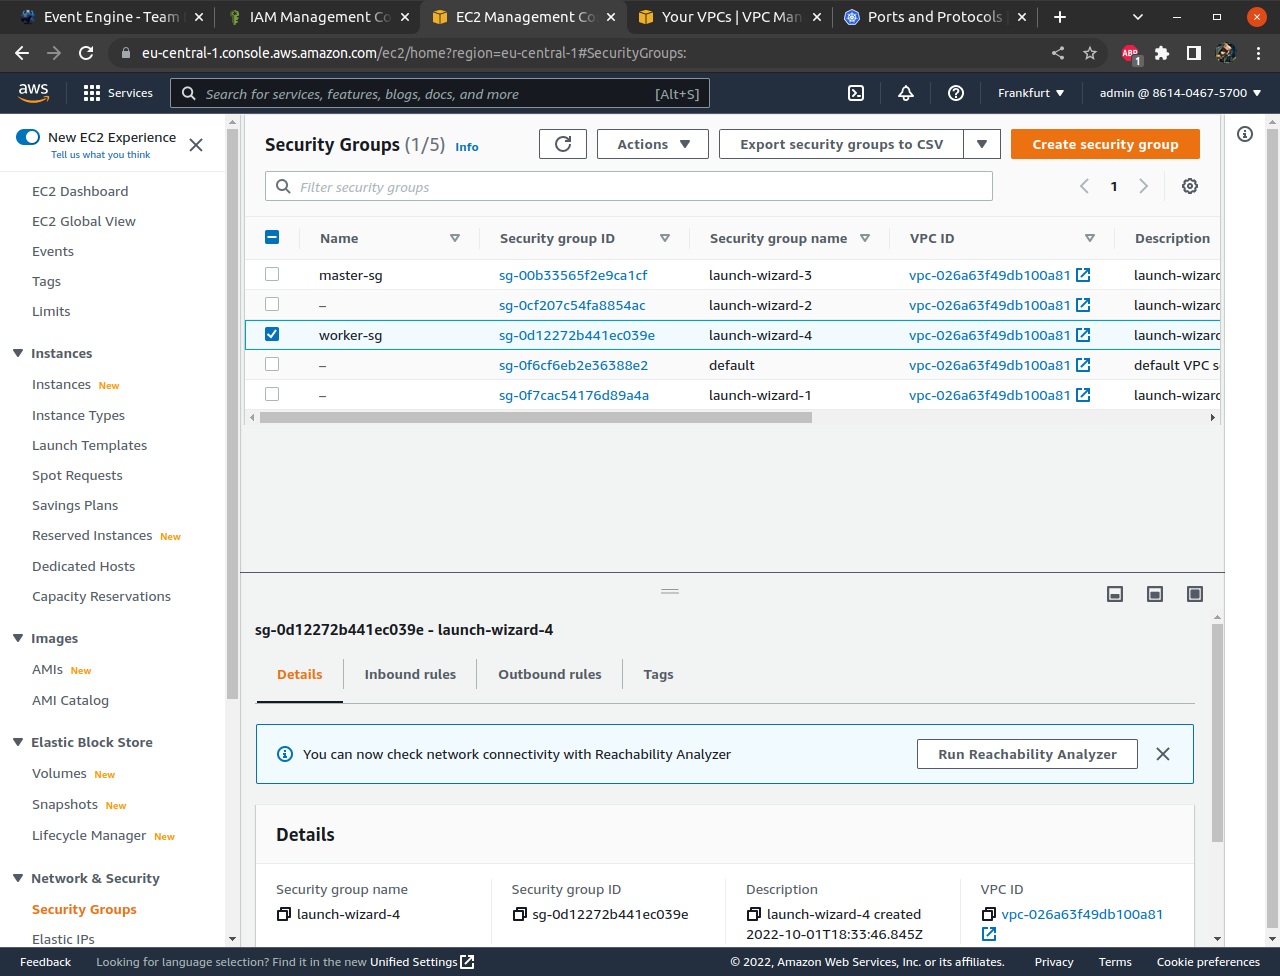 Event Engine - Team
IAM Management Co
EC2 Management Co
Your VPCs | VPC Man
Ports and Protocols
eu-central-1.console.aws.amazon.com/ec2/home?region=eu-central-1#SecurityGroups:
ABP
1
aws
Services
Search for services, features, blogs, docs, and more
[Alt+S]
Frankfurt
admin @ 8614-0467-5700
New EC2 Experience
Tell us what you think
EC2 Dashboard
EC2 Global View
Events
Tags
Limits
Instances
Instances New
Instance Types
Launch Templates
Spot Requests
Savings Plans
Reserved Instances New
Dedicated Hosts
Capacity Reservations
Images
AMIs New
AMI Catalog
Elastic Block Store
Volumes New
Snapshots New
Lifecycle Manager New
Network & Security
Security Groups
Elastic IPs
Security Groups (1/5) Info
Actions
Export security groups to CSV
Create security group
Filter security groups
1
Name Security group ID Security group name VPC ID Description
master-sg sg-00b33565f2e9ca1cf launch-wizard-3 vpc-026a63f49db100a81 launch-wizard
– sg-0cf207c54fa8854ac launch-wizard-2 vpc-026a63f49db100a81 launch-wizard
worker-sg sg-0d12272b441ec039e launch-wizard-4 vpc-026a63f49db100a81 launch-wizard
– sg-0f6cf6eb2e36388e2 default vpc-026a63f49db100a81 default VPC s
– sg-0f7cac54176d89a4a launch-wizard-1 vpc-026a63f49db100a81 launch-wizard
sg-0d12272b441ec039e - launch-wizard-4
Details
Inbound rules
Outbound rules
Tags
You can now check network connectivity with Reachability Analyzer
Run Reachability Analyzer
Details
Security group name
launch-wizard-4
Security group ID
sg-0d12272b441ec039e
Description
launch-wizard-4 created
2022-10-01T18:33:46.845Z
VPC ID
vpc-026a63f49db100a81
Feedback
Looking for language selection? Find it in the new Unified Settings
© 2022, Amazon Web Services, Inc. or its affiliates.
Privacy
Terms
Cookie preferences